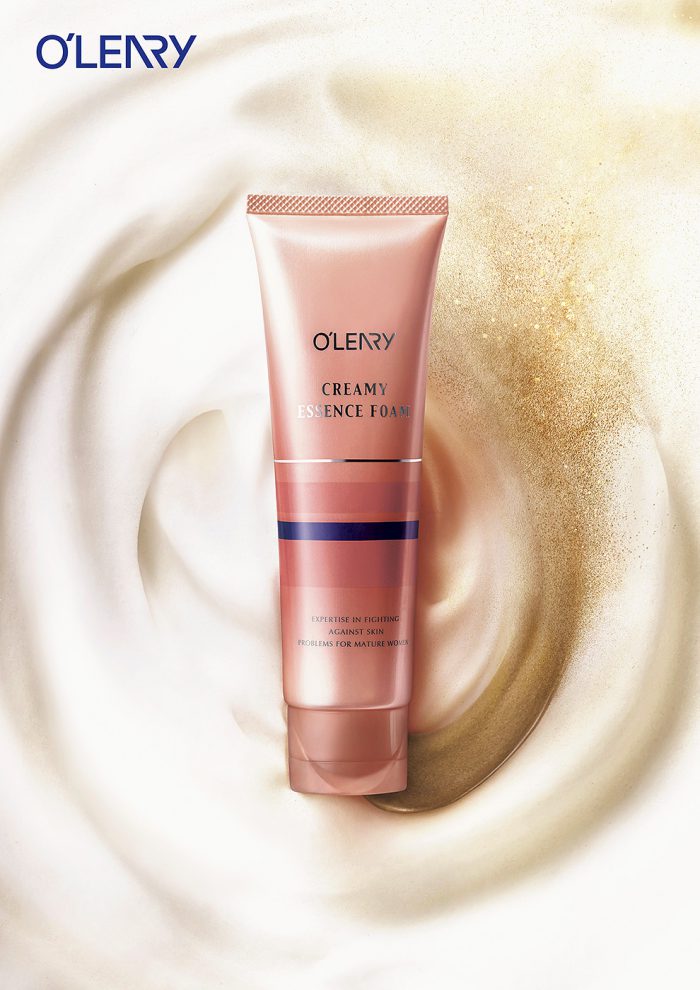 O'LENRY
O'LENRY
CREAMY
ESSENCE FOAM
EXPERTISE IN FIGHTING
AGAINST SKIN
PROBLEMS FOR MATURE WOMEN